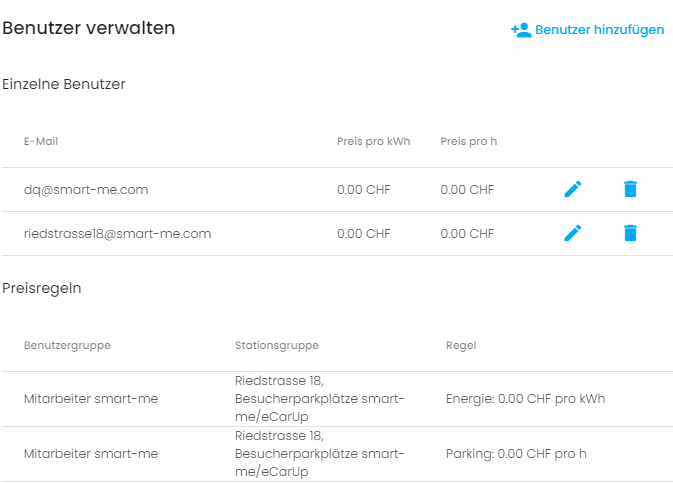 Benutzer verwalten
Benutzer hinzufügen
Einzelne Benutzer
E-Mail Preis pro kWh Preis pro h
dq@smart-me.com 0.00 CHF 0.00 CHF
riedstrasse18@smart-me.com 0.00 CHF 0.00 CHF
Preisregeln
Benutzergruppe Stationsgruppe Regel
Mitarbeiter smart-me
Riedstrasse 18,
Besucherparkplätze smart-
me/eCarUp
Energie: 0.00 CHF pro kWh
Mitarbeiter smart-me
Riedstrasse 18,
Besucherparkplätze smart-
me/eCarUp
Parking: 0.00 CHF pro h